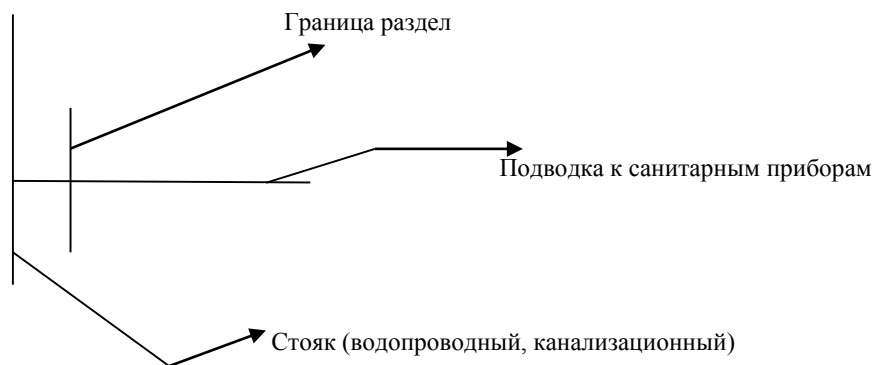 Граница раздел
Подводка к санитарным приборам
Стояк (водопроводный, канализационный)